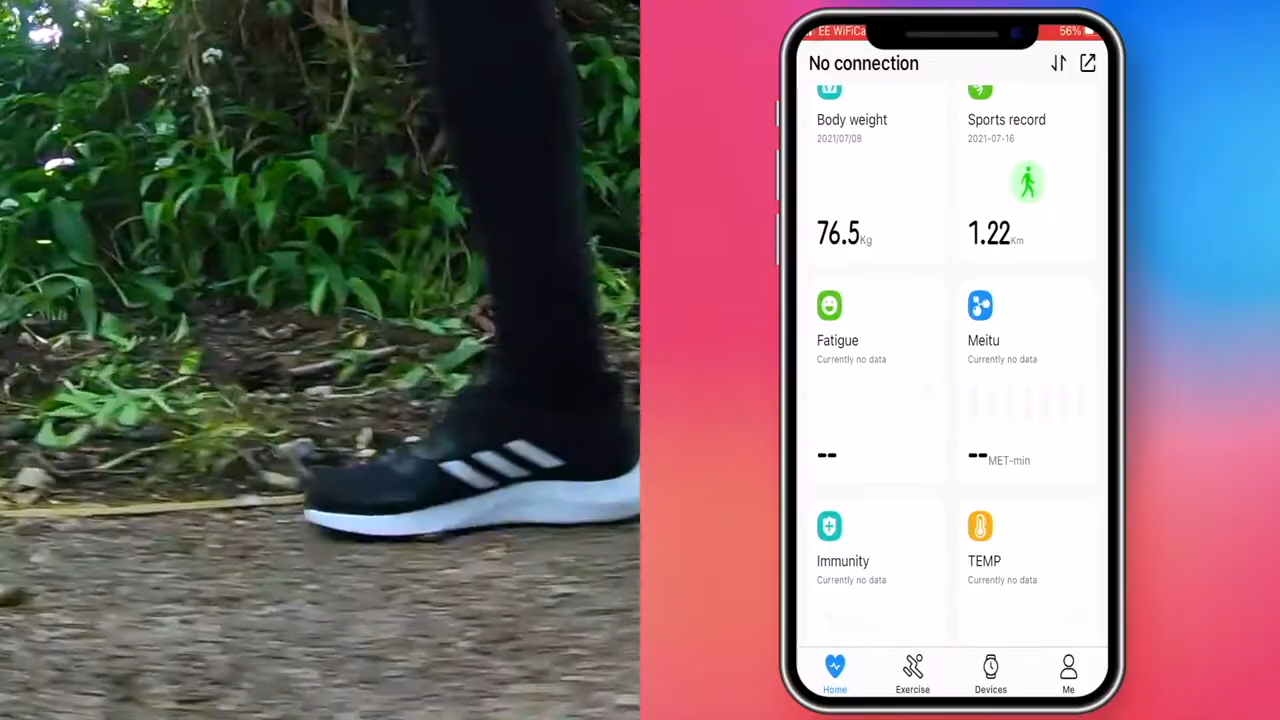 EE WiFiCa
56%
No connection
Body weight
2021/07/08
76.5Kg
Sports record
2021-07-16
1.22Km
Fatigue
Currently no data
--
Meitu
Currently no data
--MET-min
Immunity
Currently no data
TEMP
Currently no data
Home
Exercise
Devices
Me